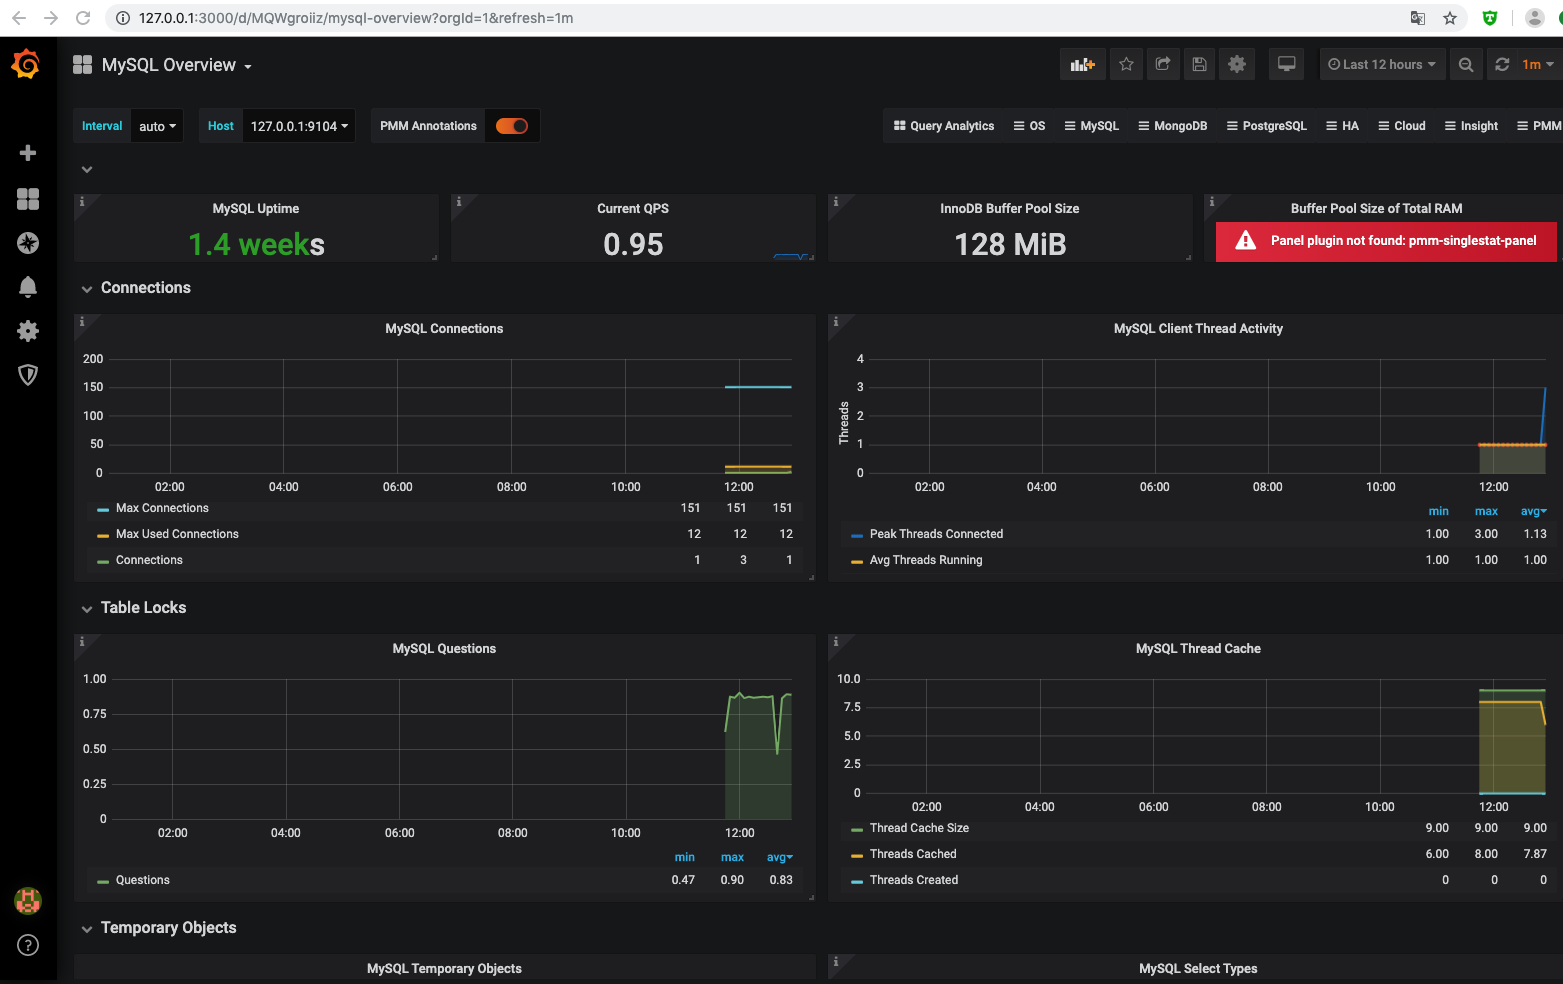 127.0.0.1:3000/d/MQWgroiiz/mysql-overview?orgId=1&refresh=1m
MySQL Overview
Last 12 hours
1m
Interval auto Host 127.0.0.1:9104 PMM Annotations
Query Analytics OS MySQL MongoDB PostgreSQL HA Cloud Insight PMM
MySQL Uptime
1.4 weeks
Current QPS
0.95
InnoDB Buffer Pool Size
128 MiB
Buffer Pool Size of Total RAM
Panel plugin not found: pmm-singlestat-panel
Connections
MySQL Connections
200
150
100
50
0
02:00 04:00 06:00 08:00 10:00 12:00
Max Connections 151 151 151
Max Used Connections 12 12 12
Connections 1 3 1
MySQL Client Thread Activity
Threads
4
3
2
1
0
02:00 04:00 06:00 08:00 10:00 12:00
min max avg
Peak Threads Connected 1.00 3.00 1.13
Avg Threads Running 1.00 1.00 1.00
Table Locks
MySQL Questions
1.00
0.75
0.50
0.25
0
02:00 04:00 06:00 08:00 10:00 12:00
min max avg
Questions 0.47 0.90 0.83
MySQL Thread Cache
10.0
7.5
5.0
2.5
0
02:00 04:00 06:00 08:00 10:00 12:00
Thread Cache Size 9.00 9.00 9.00
Threads Cached 6.00 8.00 7.87
Threads Created 0 0 0
Temporary Objects
MySQL Temporary Objects
MySQL Select Types